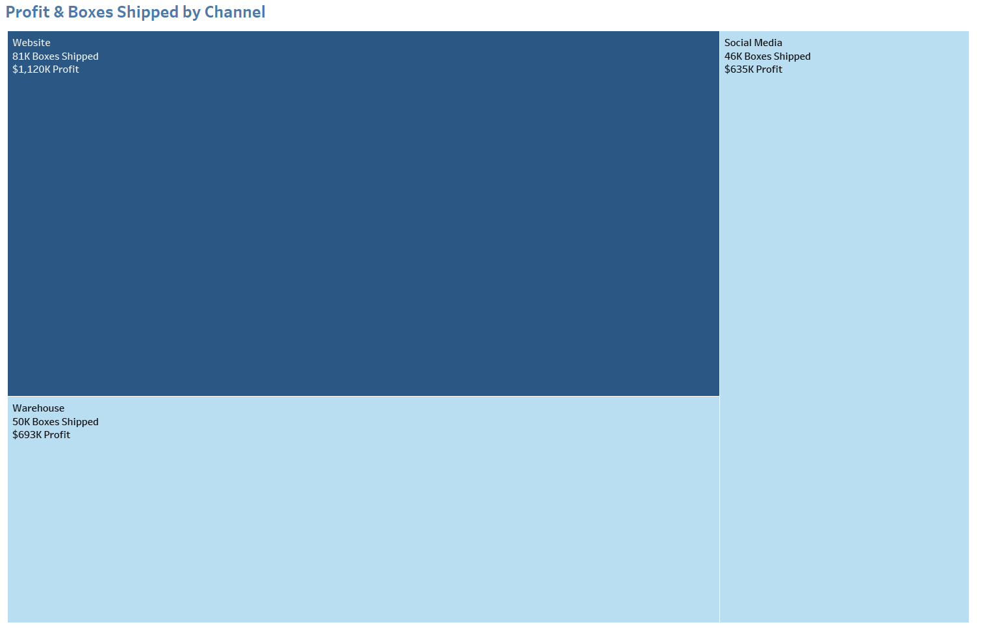 Profit & Boxes Shipped by Channel
Website
81K Boxes Shipped
$1,120K Profit
Social Media
46K Boxes Shipped
$635K Profit
Warehouse
50K Boxes Shipped
$693K Profit